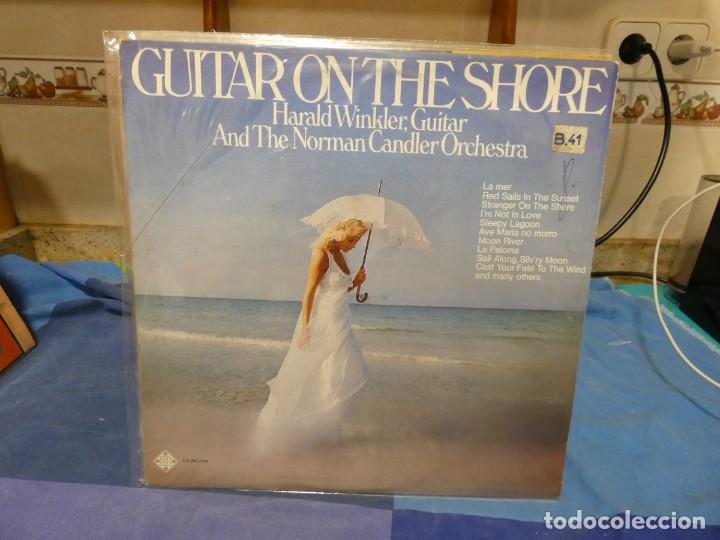 GUITAR ON THE SHORE
Harald Winkler, Guitar
And The Norman Candler Orchestra
B.41
La mer
Red Sails In The Sunset
Stranger On The Shore
I'm Not In Love
Sleepy Lagoon
Ave Maria no morro
Moon River
La Paloma
Sail Along, Silv'ry Moon
Cast Your Fate To The Wind
and many others
todocoleccion
todocoleccion.net